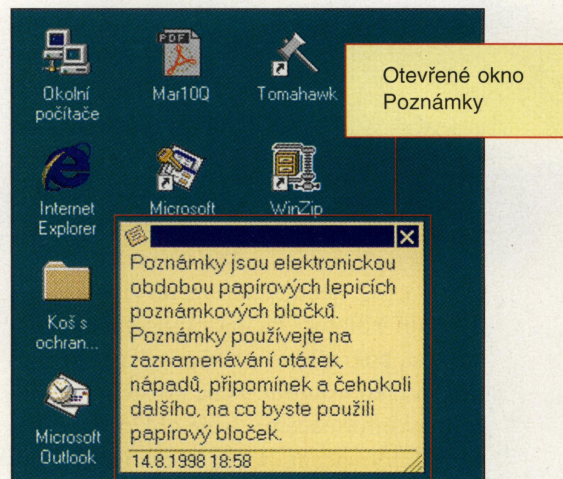 Okolní
počítače
Mar10Q
Tomahawk
Otevřené okno
Poznámky
Internet
Explorer
Microsoft
WinZip
Koš s
ochran...
Microsoft
Outlook
PDF
Poznámky jsou elektronickou
obdobou papírových lepicích
poznámkových bločků.
Poznámky používejte na
zaznamenávání otázek,
nápadů, připomínek a čehokoli
dalšího, na co byste použili
papírový bloček.
14.8.1998 18:58